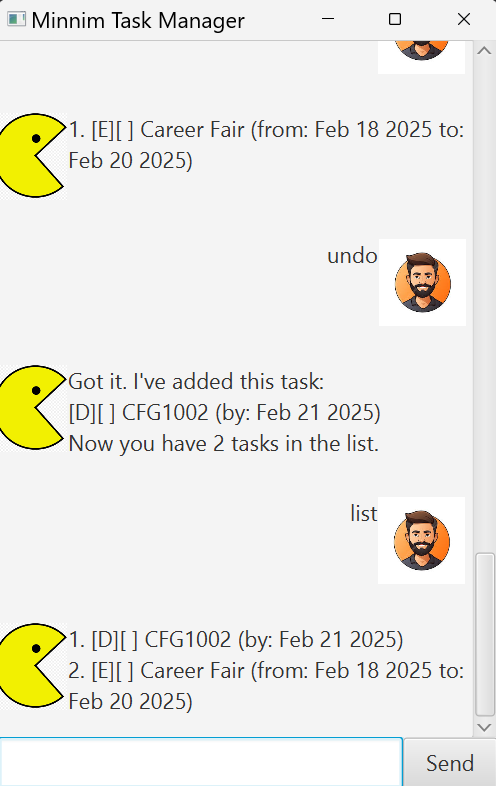 Minnim Task Manager
1. [E][ ] Career Fair (from: Feb 18 2025 to:
Feb 20 2025)
undo
Got it. I've added this task:
[D][ ] CFG1002 (by: Feb 21 2025)
Now you have 2 tasks in the list.
list
1. [D][ ] CFG1002 (by: Feb 21 2025)
2. [E][ ] Career Fair (from: Feb 18 2025 to:
Feb 20 2025)
Send